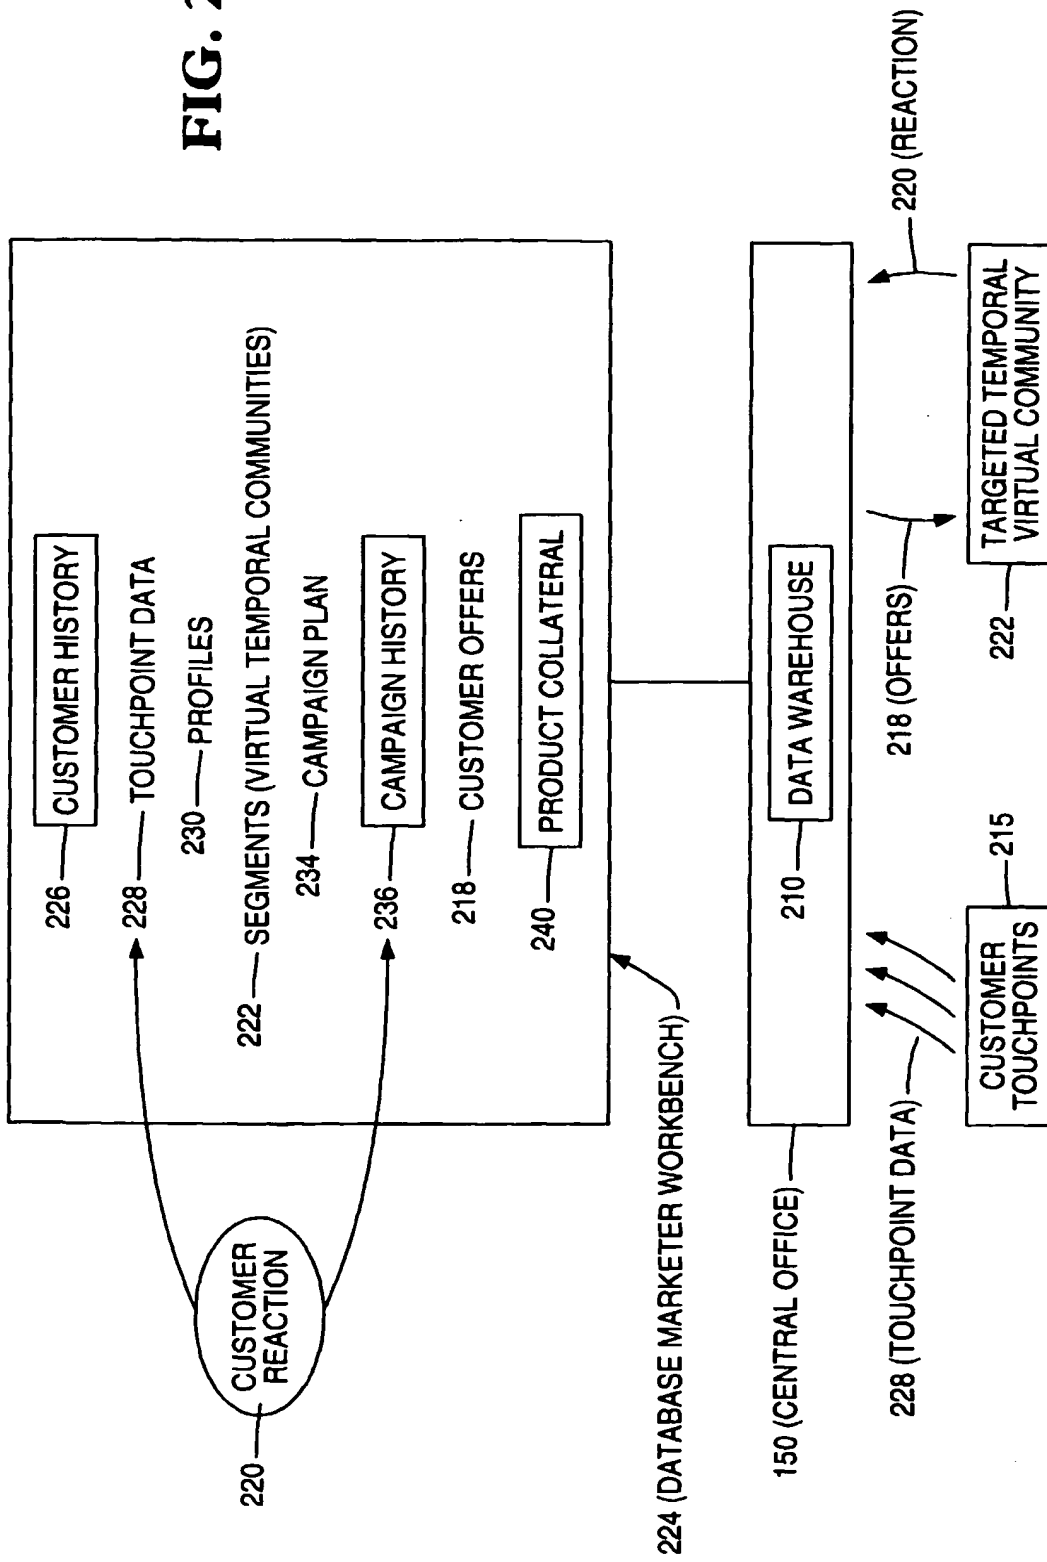 FIG. 2
220
CUSTOMER
REACTION
226
CUSTOMER HISTORY
228
TOUCHPOINT DATA
230
PROFILES
222
SEGMENTS (VIRTUAL TEMPORAL COMMUNITIES)
234
CAMPAIGN PLAN
236
CAMPAIGN HISTORY
218
CUSTOMER OFFERS
240
PRODUCT COLLATERAL
224 (DATABASE MARKETER WORKBENCH)
150 (CENTRAL OFFICE)
210
DATA WAREHOUSE
228 (TOUCHPOINT DATA)
218 (OFFERS)
220 (REACTION)
CUSTOMER
TOUCHPOINTS
215
222
TARGETED TEMPORAL
VIRTUAL COMMUNITY